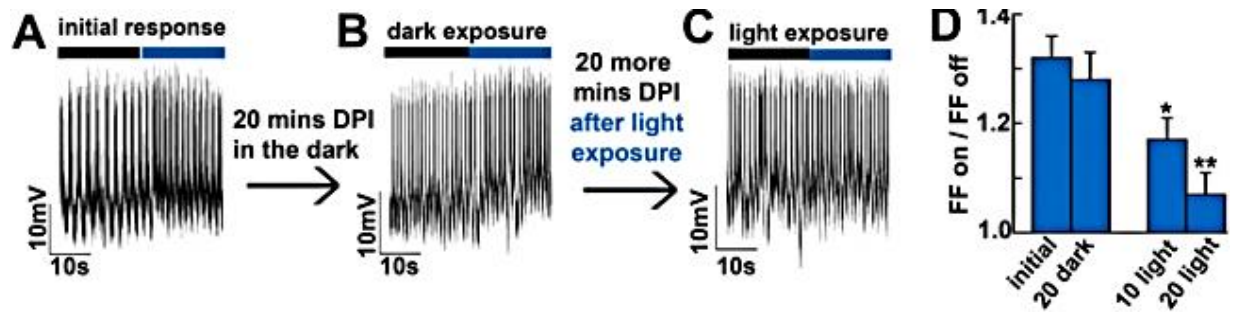 A
initial response
10mV
10s
20 mins DPI
in the dark
B
dark exposure
10mV
10s
20 more
mins DPI
after light
exposure
C
light exposure
10mV
10s
D
FF on / FF off
1.4
1.2
1.0
*
**
initial
20 dark
10 light
20 light